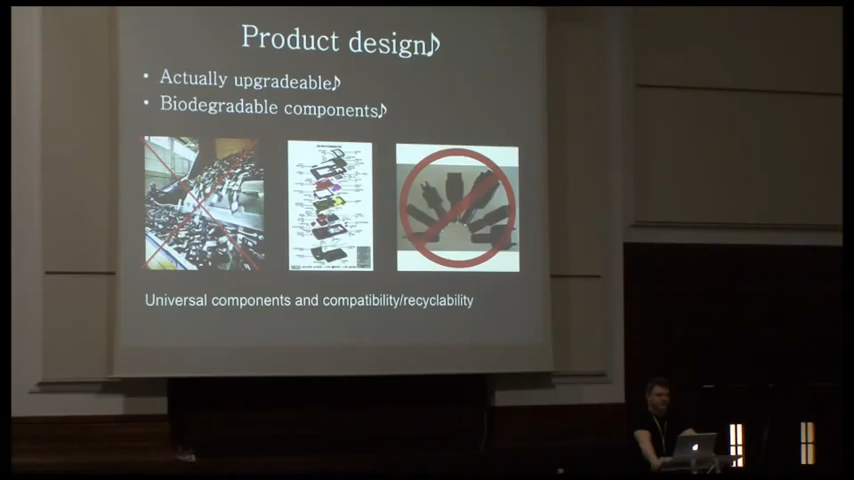 Product design♪
• Actually upgradeable♪
• Biodegradable components♪
Universal components and compatibility/recyclability